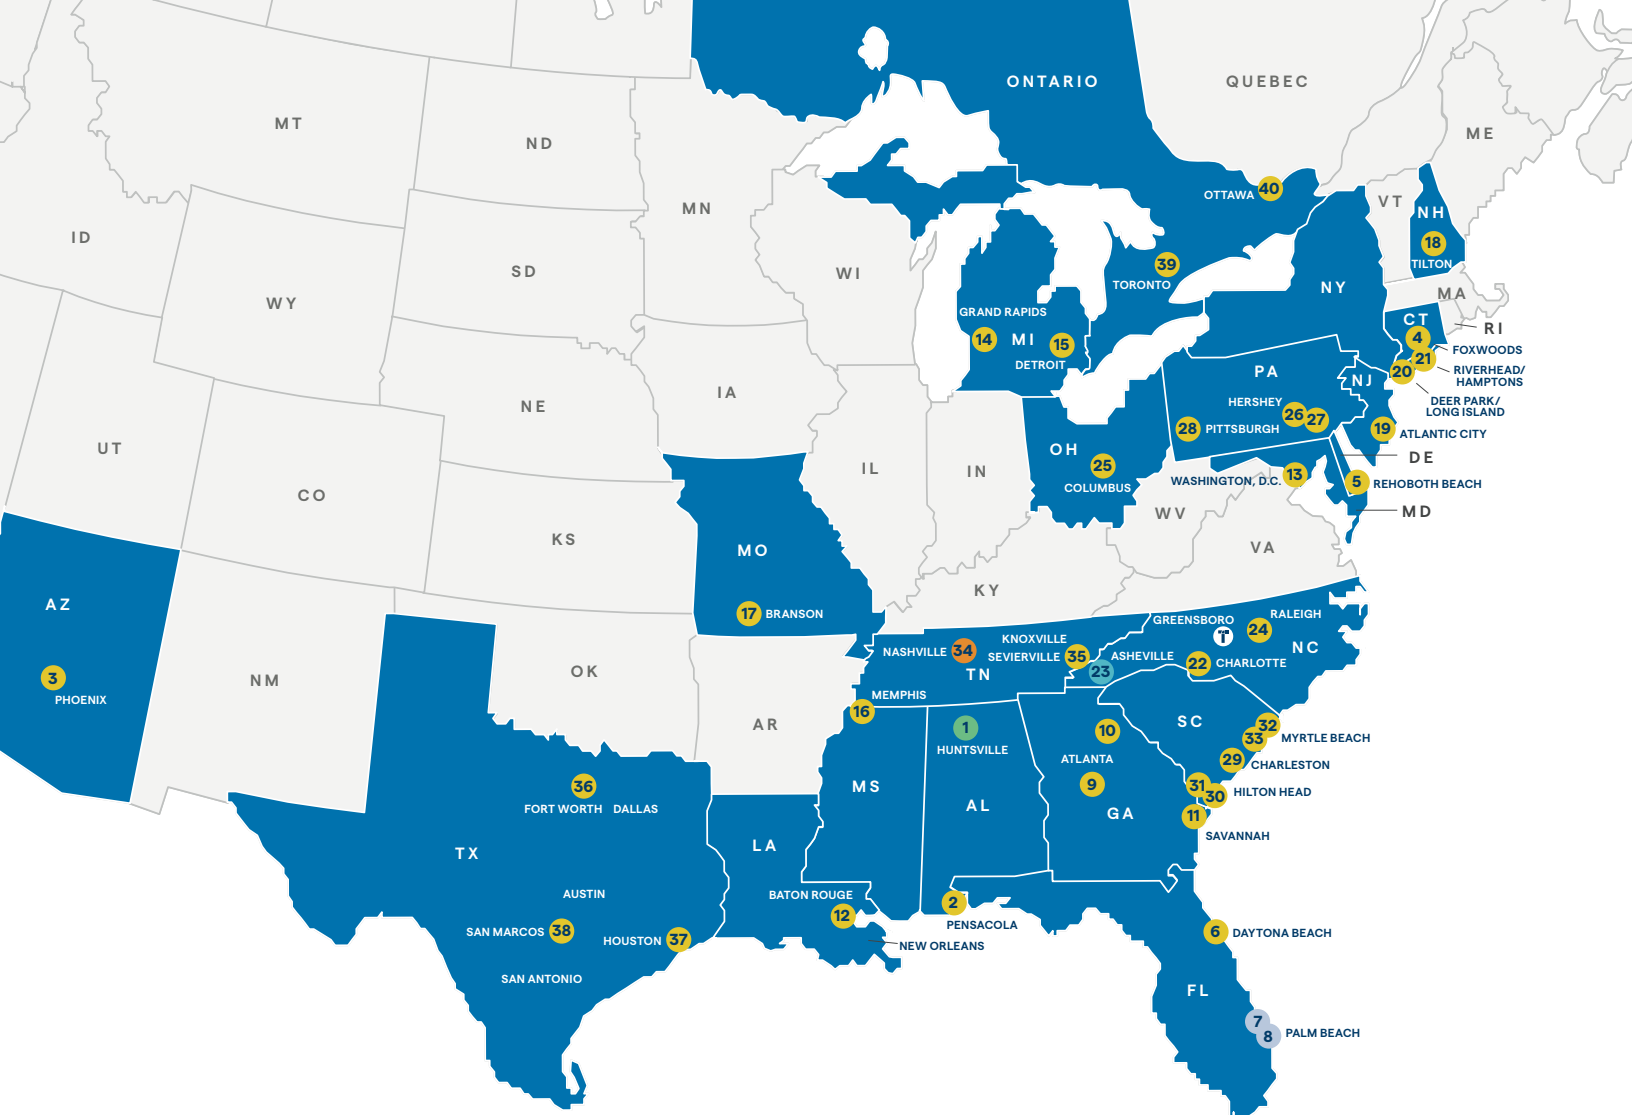 ONTARIO
QUEBEC
MT
ND
ME
OTTAWA 40
MN
VT
NH
18
TILTON
ID
SD
WI
39
TORONTO
WY
NY
MA
GRAND RAPIDS
14
MI
15
DETROIT
CT
4
RI
FOXWOODS
21
RIVERHEAD/
HAMPTONS
20
DEER PARK/
LONG ISLAND
PA
NJ
IA
NE
HERSHEY
26
27
28
PITTSBURGH
19
ATLANTIC CITY
UT
OH
25
COLUMBUS
DE
IL
IN
WASHINGTON, D.C.
13
5
REHOBOTH BEACH
CO
WV
MD
KS
MO
VA
AZ
KY
17
BRANSON
GREENSBORO
T
RALEIGH
24
NC
KNOXVILLE
NASHVILLE
34
SEVIERVILLE
35
ASHEVILLE
23
22
CHARLOTTE
TN
OK
NM
3
PHOENIX
MEMPHIS
16
AR
1
HUNTSVILLE
10
SC
32
33
MYRTLE BEACH
ATLANTA
29
CHARLESTON
9
31
30
HILTON HEAD
36
FORT WORTH
DALLAS
MS
AL
GA
11
SAVANNAH
TX
LA
AUSTIN
BATON ROUGE
12
2
PENSACOLA
SAN MARCOS
38
HOUSTON
37
NEW ORLEANS
6
DAYTONA BEACH
SAN ANTONIO
FL
7
8
PALM BEACH